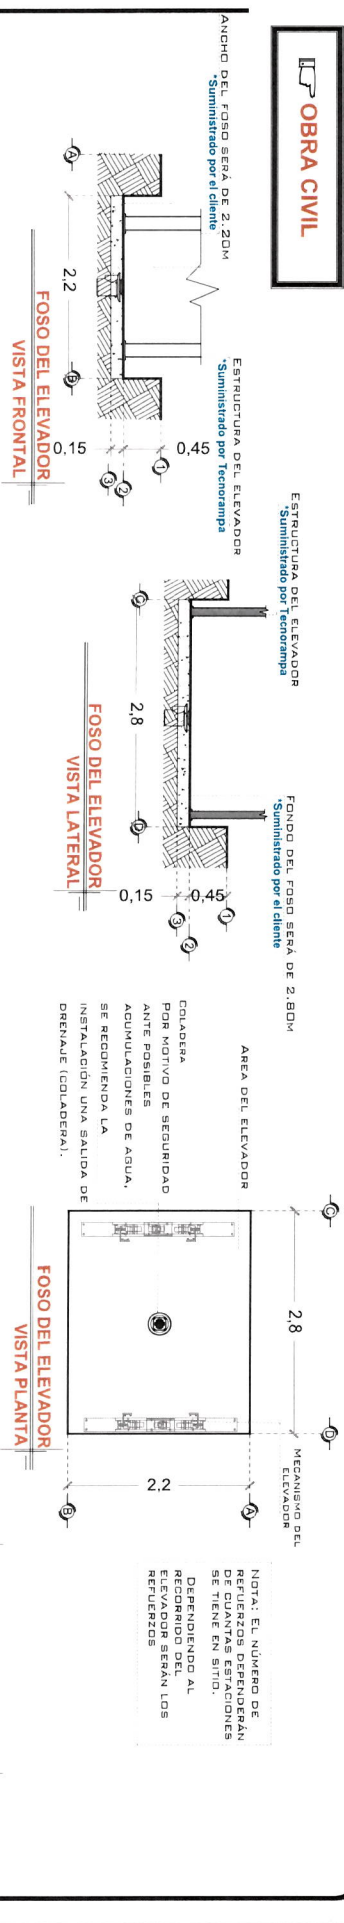 OBRA CIVIL
ANCHO DEL FOSO SERÁ DE 2.20M
*Suministrado por el cliente
ESTRUCTURA DEL ELEVADOR
*Suministrado por Tecnorampa
A
2,2
B
0,15
0,45
3
2
1
FOSO DEL ELEVADOR
VISTA FRONTAL
ESTRUCTURA DEL ELEVADOR
*Suministrado por Tecnorampa
FONDO DEL FOSO SERÁ DE 2.80M
*Suministrado por el cliente
C
2,8
D
0,15
0,45
3
2
1
FOSO DEL ELEVADOR
VISTA LATERAL
AREA DEL ELEVADOR
COLADERA
POR MOTIVO DE SEGURIDAD
ANTE POSIBLES
ACUMULACIONES DE AGUA,
SE RECOMIENDA LA
INSTALACIÓN UNA SALIDA DE
DRENAJE (COLADERA).
C
2,8
D
MECANISMO DEL
ELEVADOR
A
2,2
B
FOSO DEL ELEVADOR
VISTA PLANTA
NOTA: EL NÚMERO DE
REFUERZOS DEPENDERÁN
DE CUANTAS ESTACIONES
SE TIENE EN SITIO.
DEPENDIENDO AL
RECORRIDO DEL
ELEVADOR SERÁN LOS
REFUERZOS